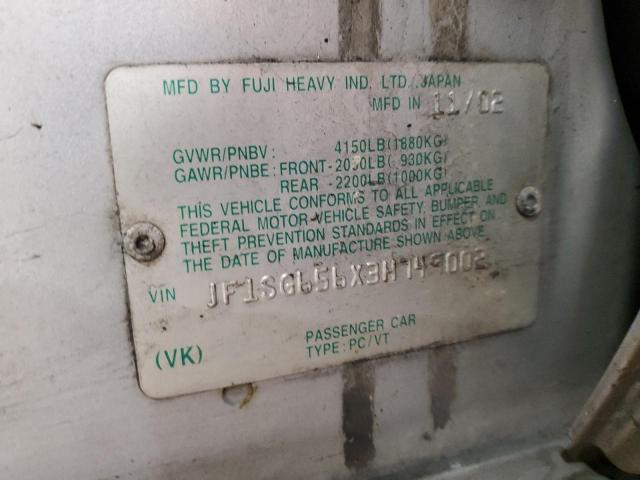 MFD BY FUJI HEAVY IND. LTD., JAPAN
MFD IN 11/02
GVWR/PNBV: 4150LB(1880KG)
GAWR/PNBE: FRONT-2050LB( 930KG)
REAR -2200LB(1000KG)
THIS VEHICLE CONFORMS TO ALL APPLICABLE
FEDERAL MOTOR VEHICLE SAFETY, BUMPER, AND
THEFT PREVENTION STANDARDS IN EFFECT ON
THE DATE OF MANUFACTURE SHOWN ABOVE.
VIN
PASSENGER CAR
(VK) TYPE: PC/VT